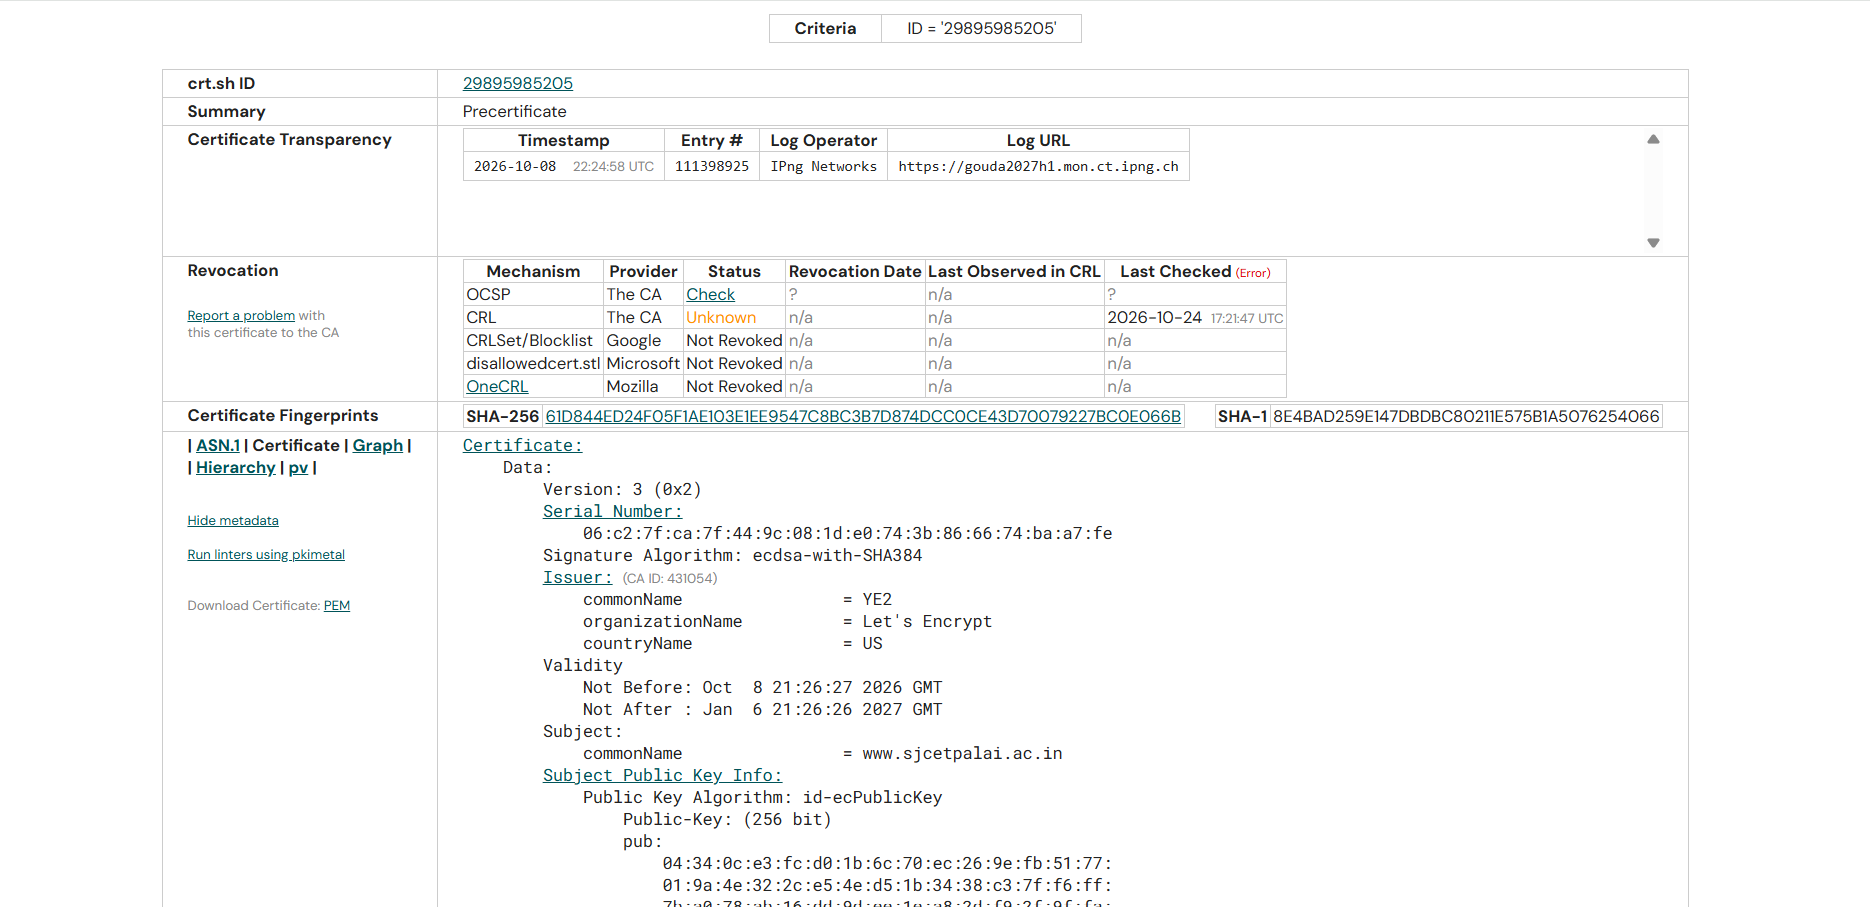 Criteria ID = '29895985205'
crt.sh ID 29895985205
Summary Precertificate
Certificate Transparency
Timestamp Entry # Log Operator Log URL
2026-10-08 22:24:58 UTC 111398925 IPng Networks https://gouda2027h1.mon.ct.ipng.ch
Revocation
Report a problem with
this certificate to the CA
Mechanism Provider Status Revocation Date Last Observed in CRL Last Checked (Error)
OCSP The CA Check ? n/a ?
CRL The CA Unknown n/a n/a 2026-10-24 17:21:47 UTC
CRLSet/Blocklist Google Not Revoked n/a n/a n/a
disallowedcert.stl Microsoft Not Revoked n/a n/a n/a
OneCRL Mozilla Not Revoked n/a n/a n/a
Certificate Fingerprints SHA-256 61D844ED24F05F1AE103E1EE9547C8BC3B7D874DCC0CE43D70079227BC0E066B SHA-1 8E4BAD259E147DBDBC80211E575B1A5076254066
| ASN.1 | Certificate | Graph |
| Hierarchy | pv |
Hide metadata
Run linters using pkimetal
Download Certificate: PEM
Certificate:
Data:
Version: 3 (0x2)
Serial Number:
06:c2:7f:ca:7f:44:9c:08:1d:e0:74:3b:86:66:74:ba:a7:fe
Signature Algorithm: ecdsa-with-SHA384
Issuer: (CA ID: 431054)
commonName = YE2
organizationName = Let's Encrypt
countryName = US
Validity
Not Before: Oct 8 21:26:27 2026 GMT
Not After : Jan 6 21:26:26 2027 GMT
Subject:
commonName = www.sjcetpalai.ac.in
Subject Public Key Info:
Public Key Algorithm: id-ecPublicKey
Public-Key: (256 bit)
pub:
04:34:0c:e3:fc:d0:1b:6c:70:ec:26:9e:fb:51:77:
01:9a:4e:32:2c:e5:4e:d5:1b:34:38:c3:7f:f6:ff: